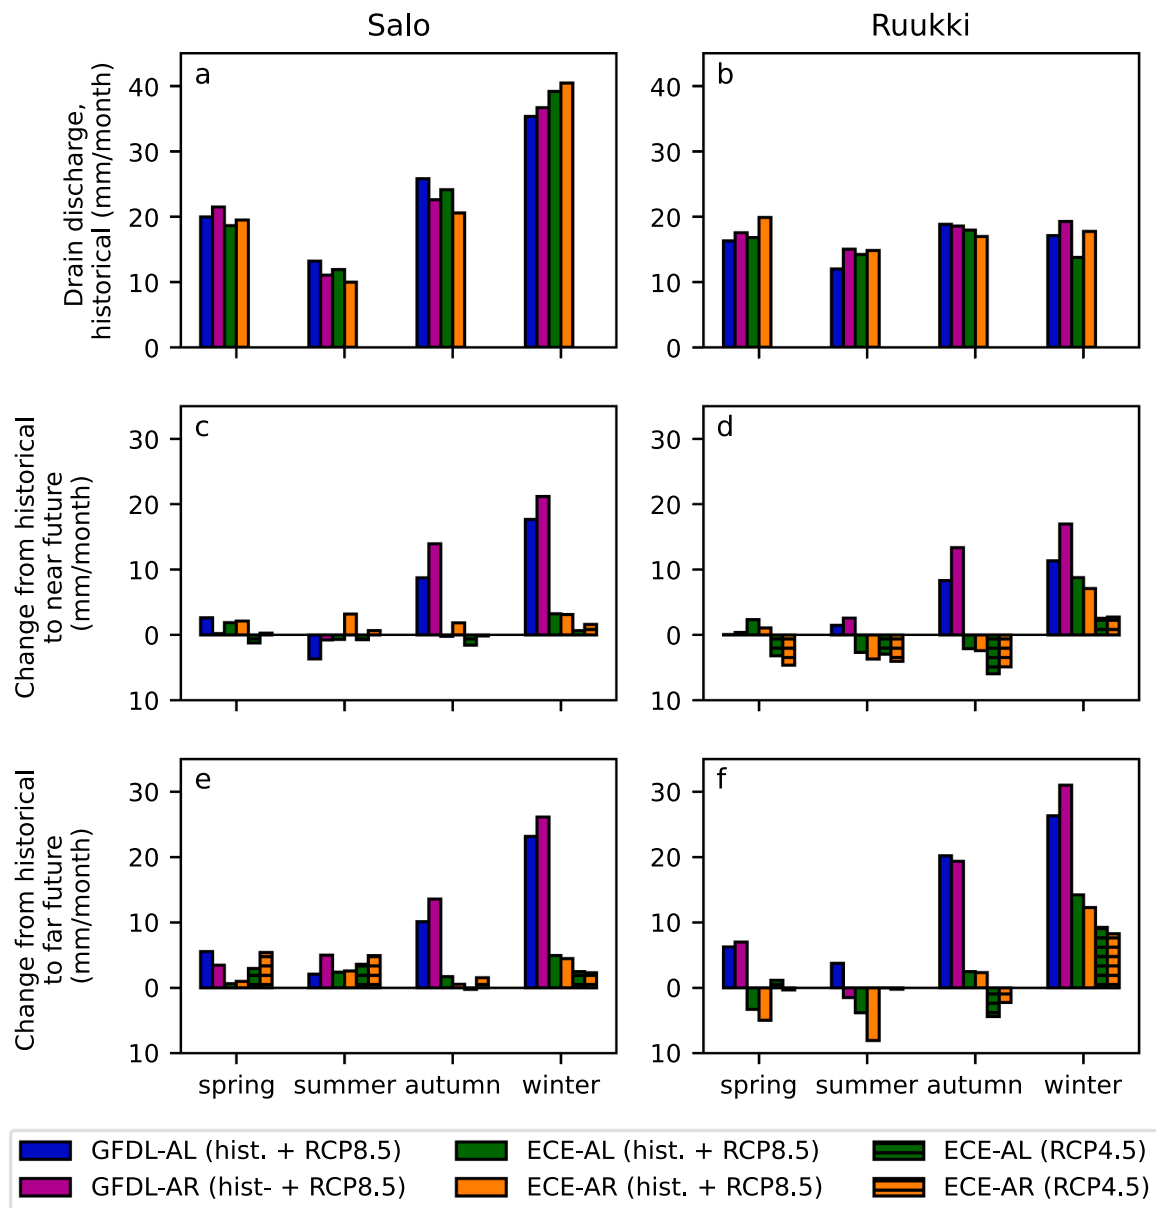 Salo
Ruukki
a
b
Drain discharge,
historical (mm/month)
40
30
20
10
0
40
30
20
10
0
c
d
Change from historical
to near future
(mm/month)
30
20
10
0
10
30
20
10
0
10
e
f
Change from historical
to far future
(mm/month)
30
20
10
0
10
30
20
10
0
10
spring summer autumn winter
spring summer autumn winter
GFDL-AL (hist. + RCP8.5)
ECE-AL (hist. + RCP8.5)
ECE-AL (RCP4.5)
GFDL-AR (hist- + RCP8.5)
ECE-AR (hist. + RCP8.5)
ECE-AR (RCP4.5)